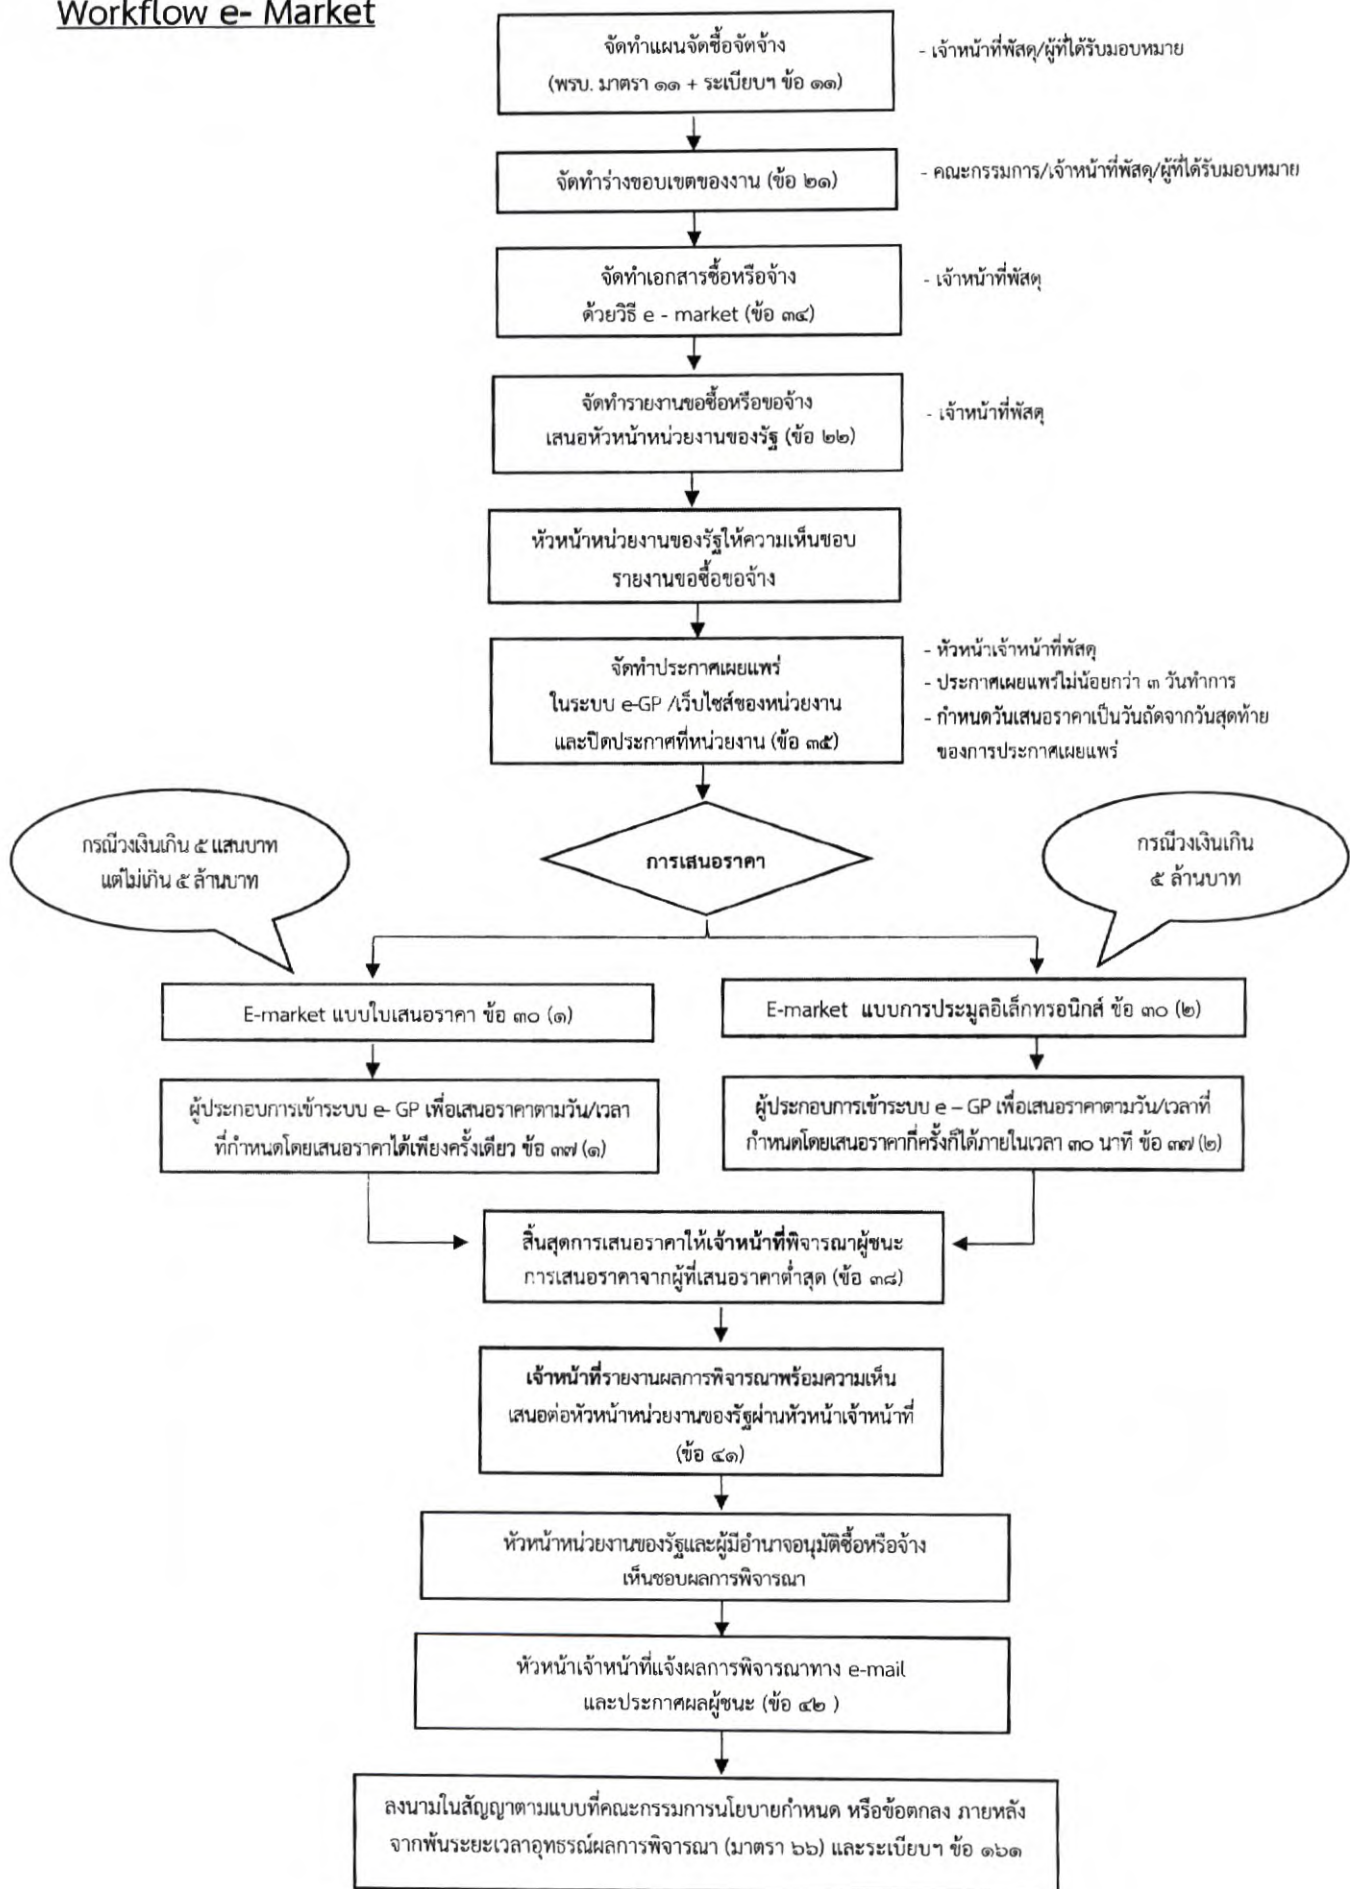 Workflow e- Market
จัดทำแผนจัดซื้อจัดจ้าง
(พรบ. มาตรา ๑๑ + ระเบียบฯ ข้อ ๑๑)
- เจ้าหน้าที่พัสดุ/ผู้ที่ได้รับมอบหมาย
จัดทำร่างขอบเขตของงาน (ข้อ ๒๑)
- คณะกรรมการ/เจ้าหน้าที่พัสดุ/ผู้ที่ได้รับมอบหมาย
จัดทำเอกสารซื้อหรือจ้าง
ด้วยวิธี e - market (ข้อ ๓๔)
- เจ้าหน้าที่พัสดุ
จัดทำรายงานขอซื้อหรือขอจ้าง
เสนอหัวหน้าหน่วยงานของรัฐ (ข้อ ๒๒)
- เจ้าหน้าที่พัสดุ
หัวหน้าหน่วยงานของรัฐให้ความเห็นชอบ
รายงานขอซื้อขอจ้าง
จัดทำประกาศเผยแพร่
ในระบบ e-GP /เว็บไซส์ของหน่วยงาน
และปิดประกาศที่หน่วยงาน (ข้อ ๓๕)
- หัวหน้าเจ้าหน้าที่พัสดุ
- ประกาศเผยแพร่ไม่น้อยกว่า ๓ วันทำการ
- กำหนดวันเสนอราคาเป็นวันถัดจากวันสุดท้าย
ของการประกาศเผยแพร่
กรณีวงเงินเกิน ๕ แสนบาท
แต่ไม่เกิน ๕ ล้านบาท
การเสนอราคา
กรณีวงเงินเกิน
๕ ล้านบาท
E-market แบบใบเสนอราคา ข้อ ๓๐ (๑)
E-market แบบการประมูลอิเล็กทรอนิกส์ ข้อ ๓๐ (๒)
ผู้ประกอบการเข้าระบบ e- GP เพื่อเสนอราคาตามวัน/เวลา
ที่กำหนดโดยเสนอราคาได้เพียงครั้งเดียว ข้อ ๓๗ (๑)
ผู้ประกอบการเข้าระบบ e – GP เพื่อเสนอราคาตามวัน/เวลาที่
กำหนดโดยเสนอราคากี่ครั้งก็ได้ภายในเวลา ๓๐ นาที ข้อ ๓๗ (๒)
สิ้นสุดการเสนอราคาให้เจ้าหน้าที่พิจารณาผู้ชนะ
การเสนอราคาจากผู้ที่เสนอราคาต่ำสุด (ข้อ ๓๘)
เจ้าหน้าที่รายงานผลการพิจารณาพร้อมความเห็น
เสนอต่อหัวหน้าหน่วยงานของรัฐผ่านหัวหน้าเจ้าหน้าที่
(ข้อ ๔๑)
หัวหน้าหน่วยงานของรัฐและผู้มีอำนาจอนุมัติซื้อหรือจ้าง
เห็นชอบผลการพิจารณา
หัวหน้าเจ้าหน้าที่แจ้งผลการพิจารณาทาง e-mail
และประกาศผลผู้ชนะ (ข้อ ๔๒ )
ลงนามในสัญญาตามแบบที่คณะกรรมการนโยบายกำหนด หรือข้อตกลง ภายหลัง
จากพ้นระยะเวลาอุทธรณ์ผลการพิจารณา (มาตรา ๖๖) และระเบียบฯ ข้อ ๑๖๑